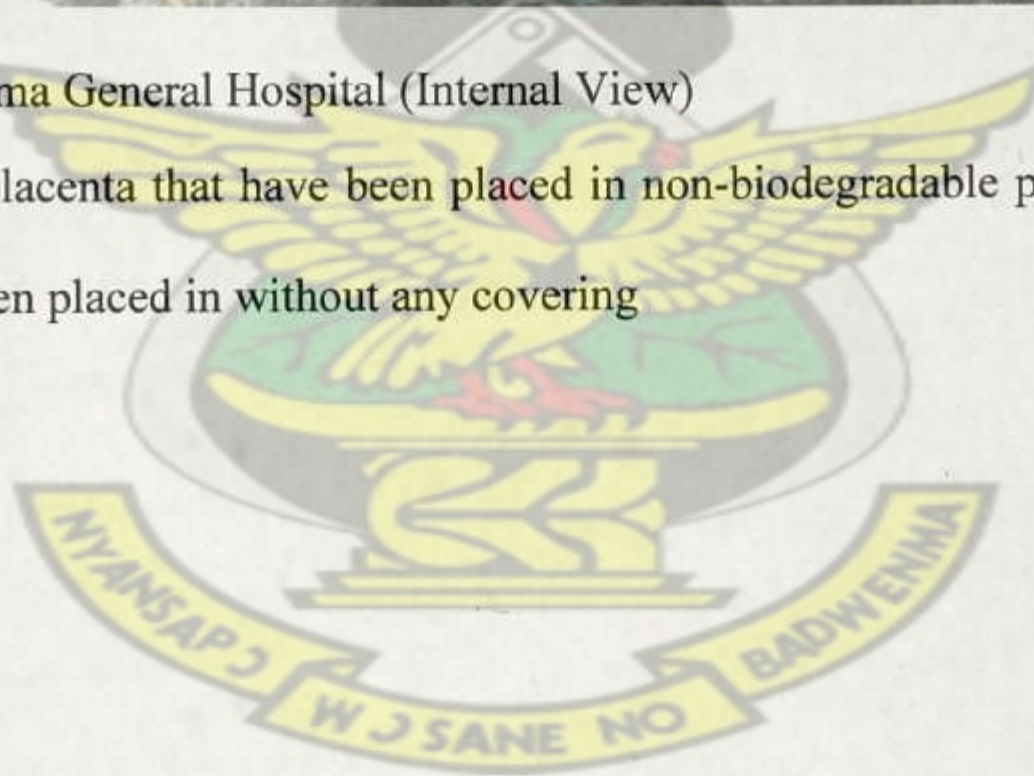 ma General Hospital (Internal View)
lacenta that have been placed in non-biodegradable p
en placed in without any covering
NYANSAPƆ
WƆSANE NO
BADWENMA